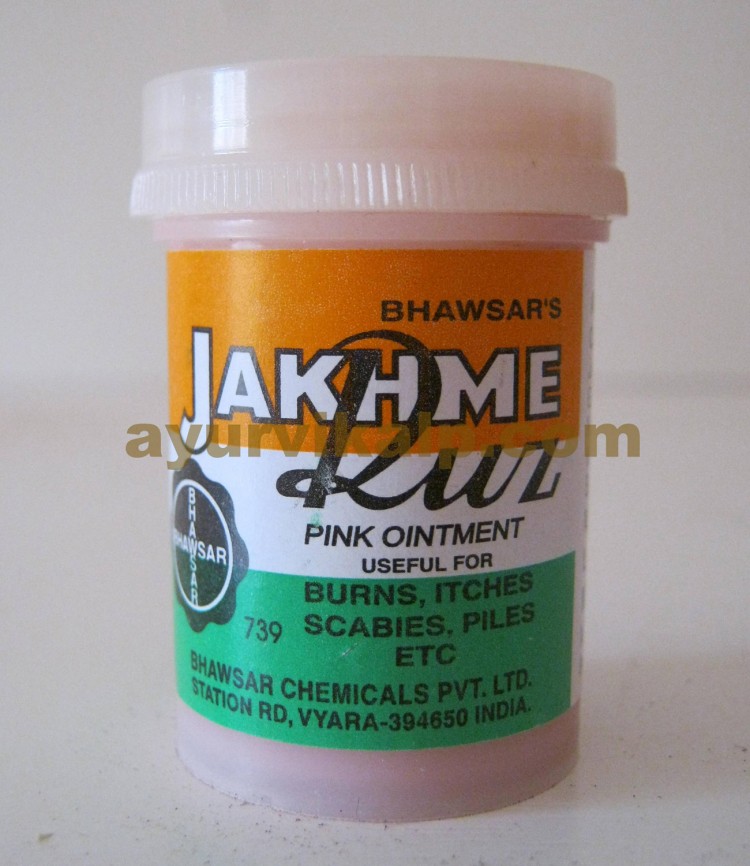 BHAWSAR'S
JAKHME
Ruz
ayurvikalp.com
PINK OINTMENT
USEFUL FOR
BURNS, ITCHES
SCABIES, PILES
ETC
BHAWSAR
BHAWSAR
739
BHAWSAR CHEMICALS PVT. LTD.
STATION RD, VYARA-394650 INDIA.